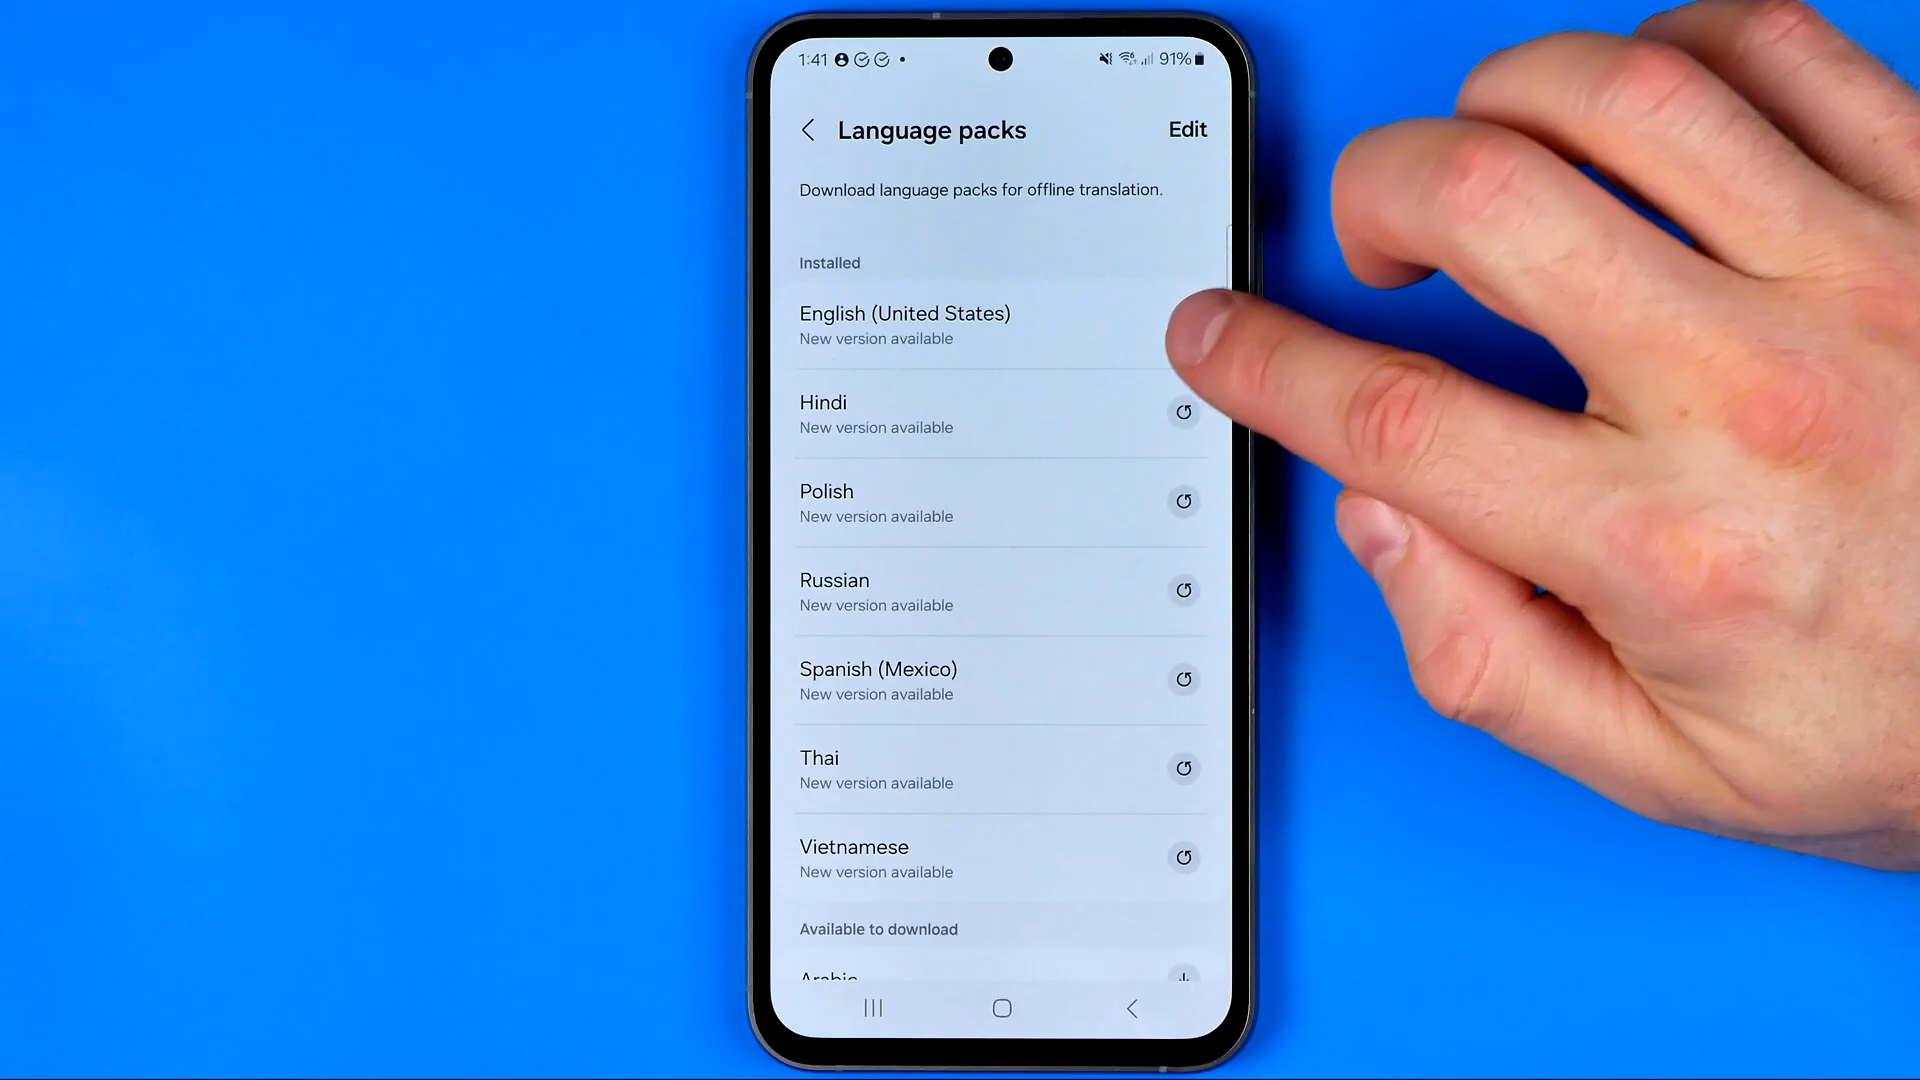 1:41 91%
Language packs Edit
Download language packs for offline translation.
Installed
English (United States)
New version available
Hindi
New version available
Polish
New version available
Russian
New version available
Spanish (Mexico)
New version available
Thai
New version available
Vietnamese
New version available
Available to download
Arabic